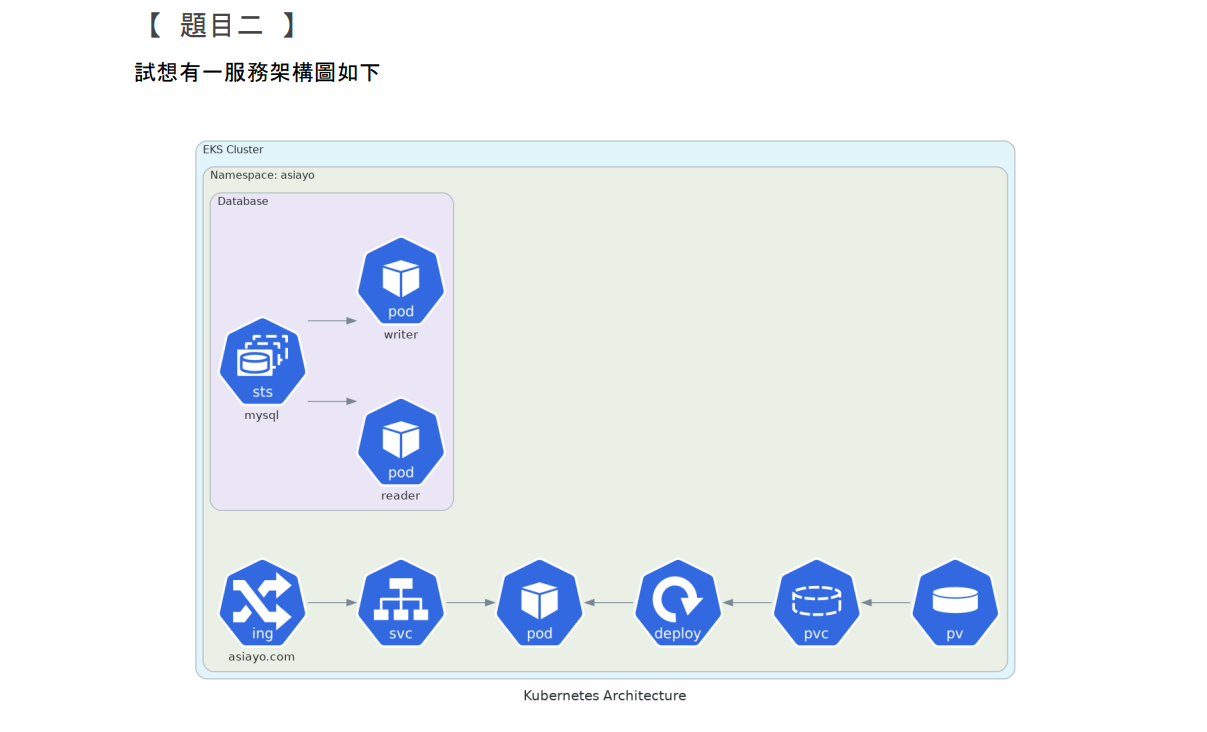 【 題目二 】
試想有一服務架構圖如下
EKS Cluster
Namespace: asiayo
Database
pod
writer
sts
mysql
pod
reader
ing
svc
pod
deploy
pvc
pv
asiayo.com
Kubernetes Architecture